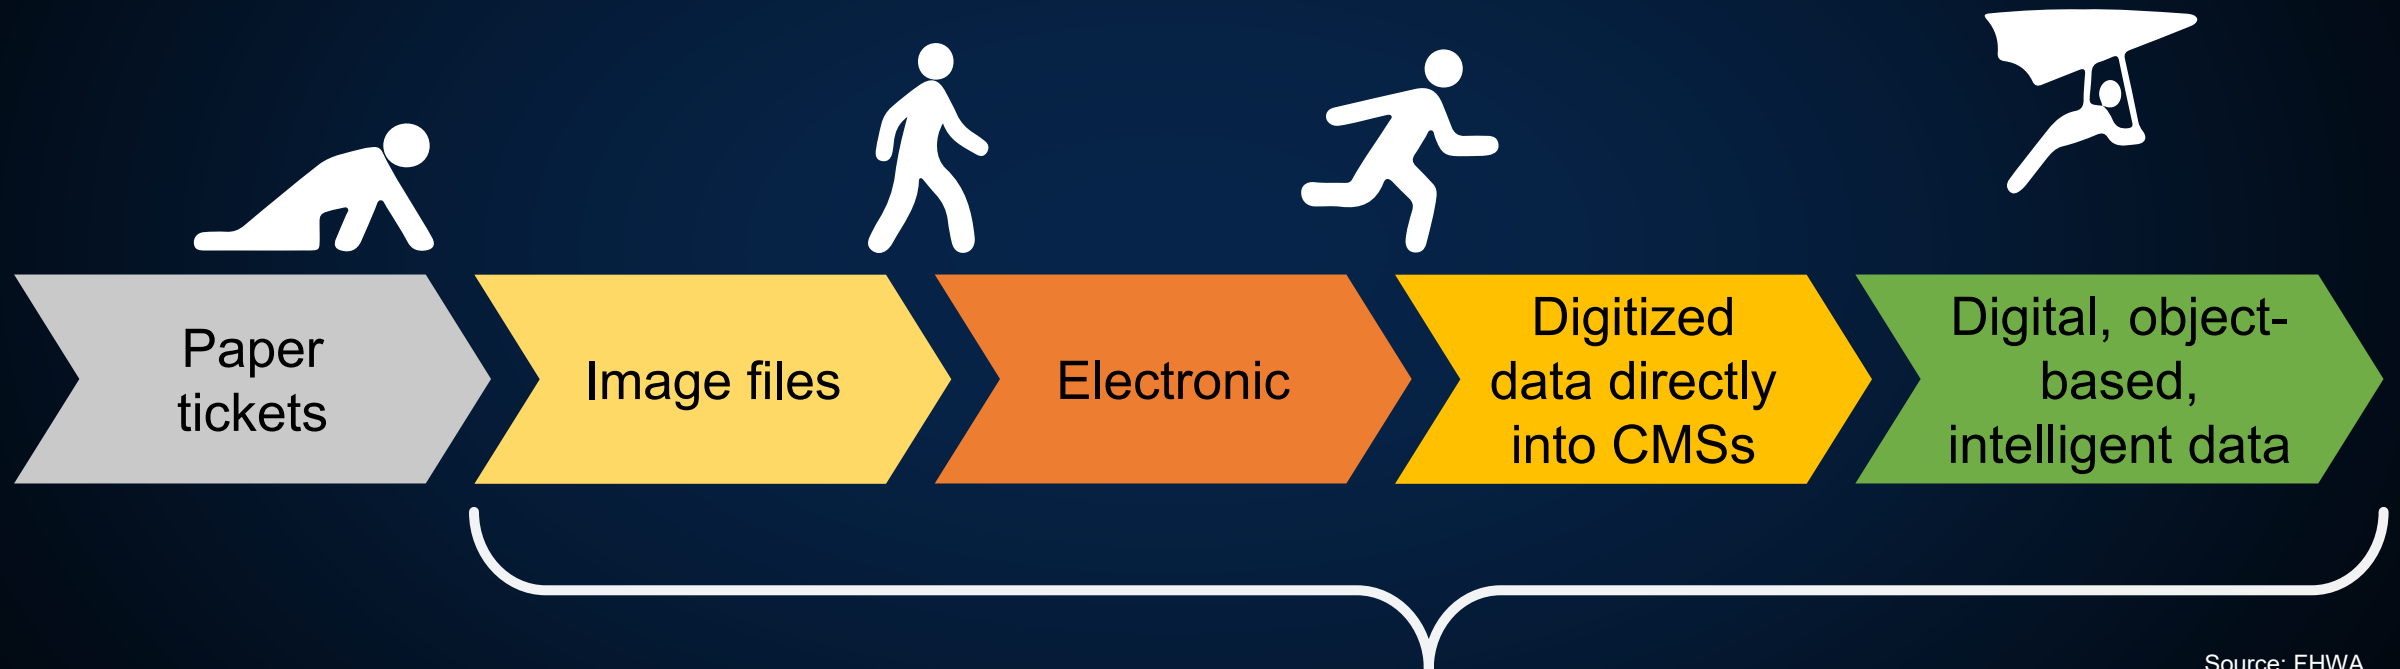 Paper
tickets
Image files
Electronic
Digitized
data directly
into CMSs
Digital, object-
based,
intelligent data
Source: FHWA